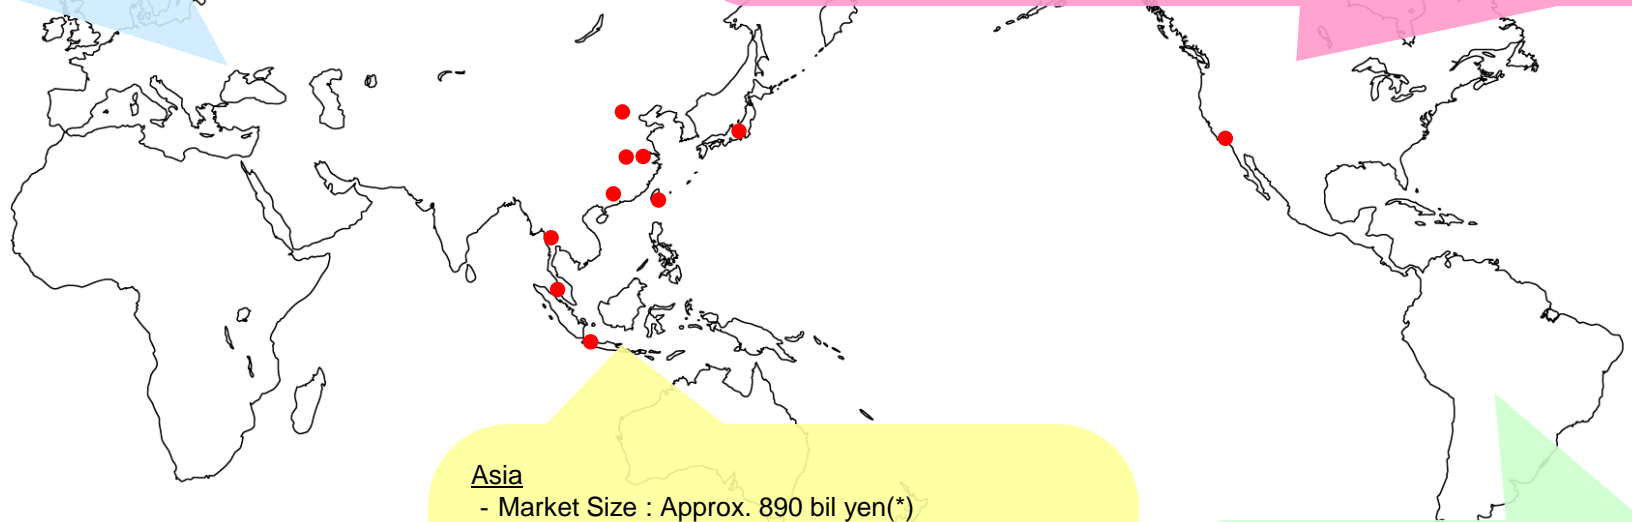 Asia
- Market Size : Approx. 890 bil yen(*)